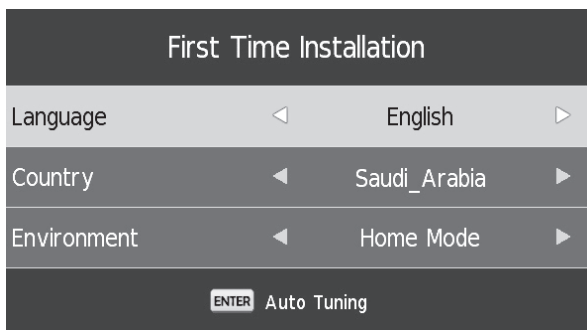 First Time Installation
Language English
Country Saudi_Arabia
Environment Home Mode
ENTER Auto Tuning